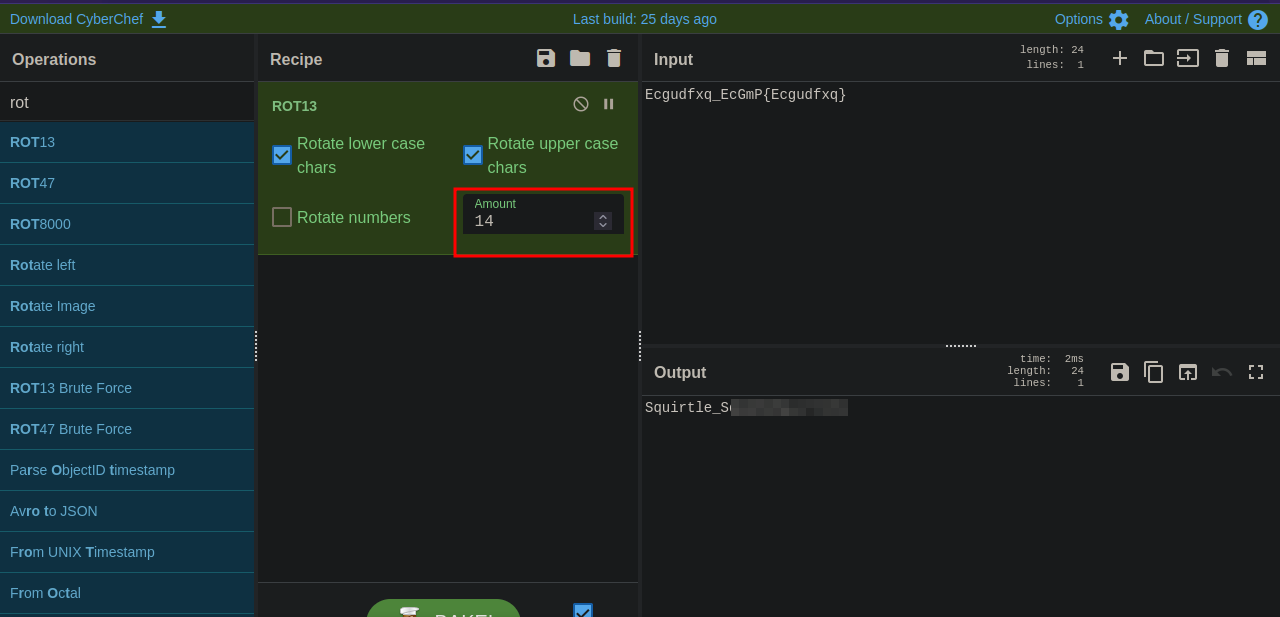 Download CyberChef
Last build: 25 days ago
Options
About / Support
Operations
rot
ROT13
ROT47
ROT8000
Rotate left
Rotate Image
Rotate right
ROT13 Brute Force
ROT47 Brute Force
Parse ObjectID timestamp
Avro to JSON
From UNIX Timestamp
From Octal
Recipe
ROT13
Rotate lower case
chars
Rotate upper case
chars
Rotate numbers
Amount
14
Input
length: 24
lines: 1
Ecgudfxq_EcGmP{Ecgudfxq}
Output
time: 2ms
length: 24
lines: 1
Squirtle_S